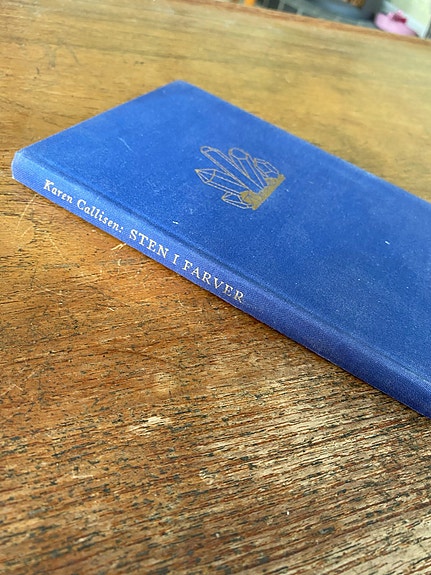 Karen Callisen: STEN I FARVER